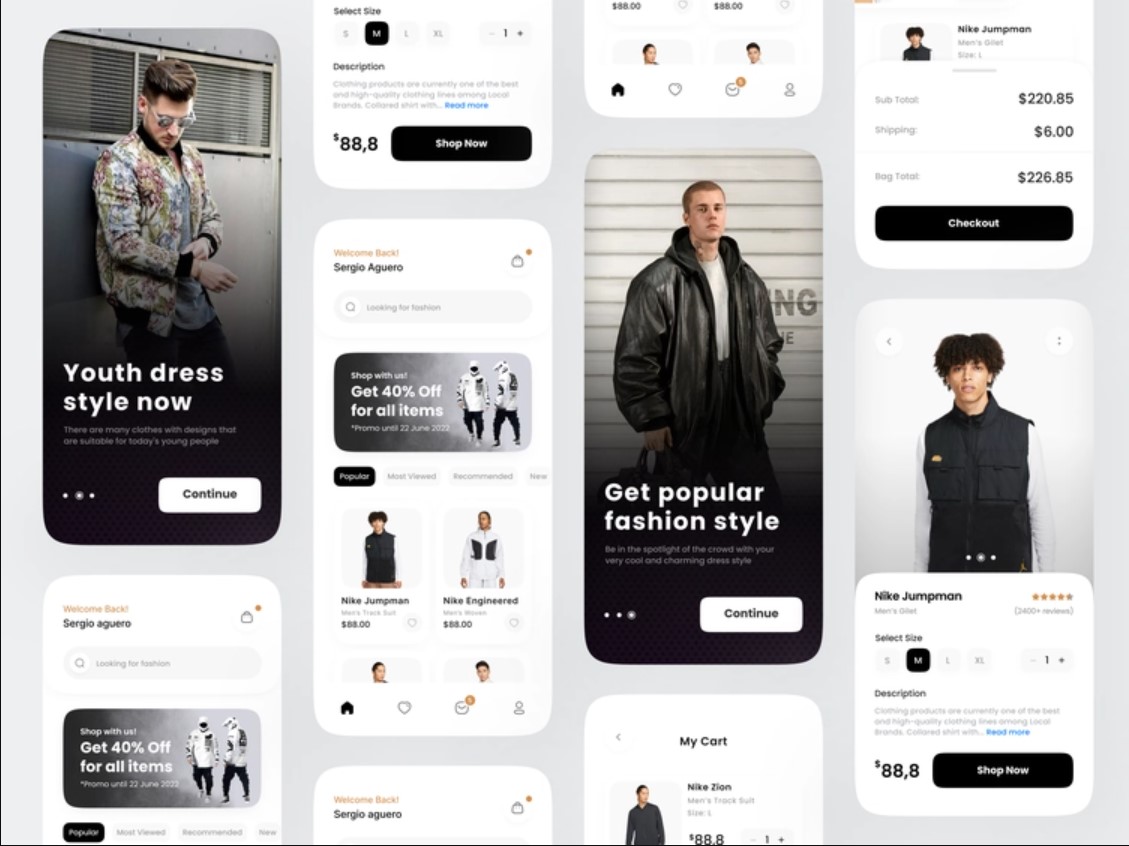 Youth dress
style now
There are many clothes with designs that
are suitable for today's young people
Continue
Welcome Back!
Sergio aguero
Looking for fashion
Shop with us!
Get 40% Off
for all items
*Promo until 22 June 2022
Popular
Most Viewed
Recommended
New
Select Size
S
M
L
XL
− 1 +
Description
Clothing products are currently one of the best
and high-quality clothing lines among Local
Brands. Collared shirt with... Read more
$88,8
Shop Now
Welcome Back!
Sergio Aguero
Looking for fashion
Shop with us!
Get 40% Off
for all items
*Promo until 22 June 2022
Popular
Most Viewed
Recommended
New
Nike Jumpman
Men's Track Suit
$88.00
Nike Engineered
Men's Woven
$88.00
5
Welcome Back!
Sergio aguero
$88.00
$88.00
5
NG
NE
Get popular
fashion style
Be in the spotlight of the crowd with your
very cool and charming dress style
Continue
My Cart
Nike Zion
Men's Track Suit
Size: L
$88.8
− 1 +
Nike Jumpman
Men's Gilet
Size: L
Sub Total:
$220.85
Shipping:
$6.00
Bag Total:
$226.85
Checkout
Nike Jumpman
Men's Gilet
(2400+ reviews)
Select Size
S
M
L
XL
− 1 +
Description
Clothing products are currently one of the best
and high-quality clothing lines among Local
Brands. Collared shirt with... Read more
$88,8
Shop Now